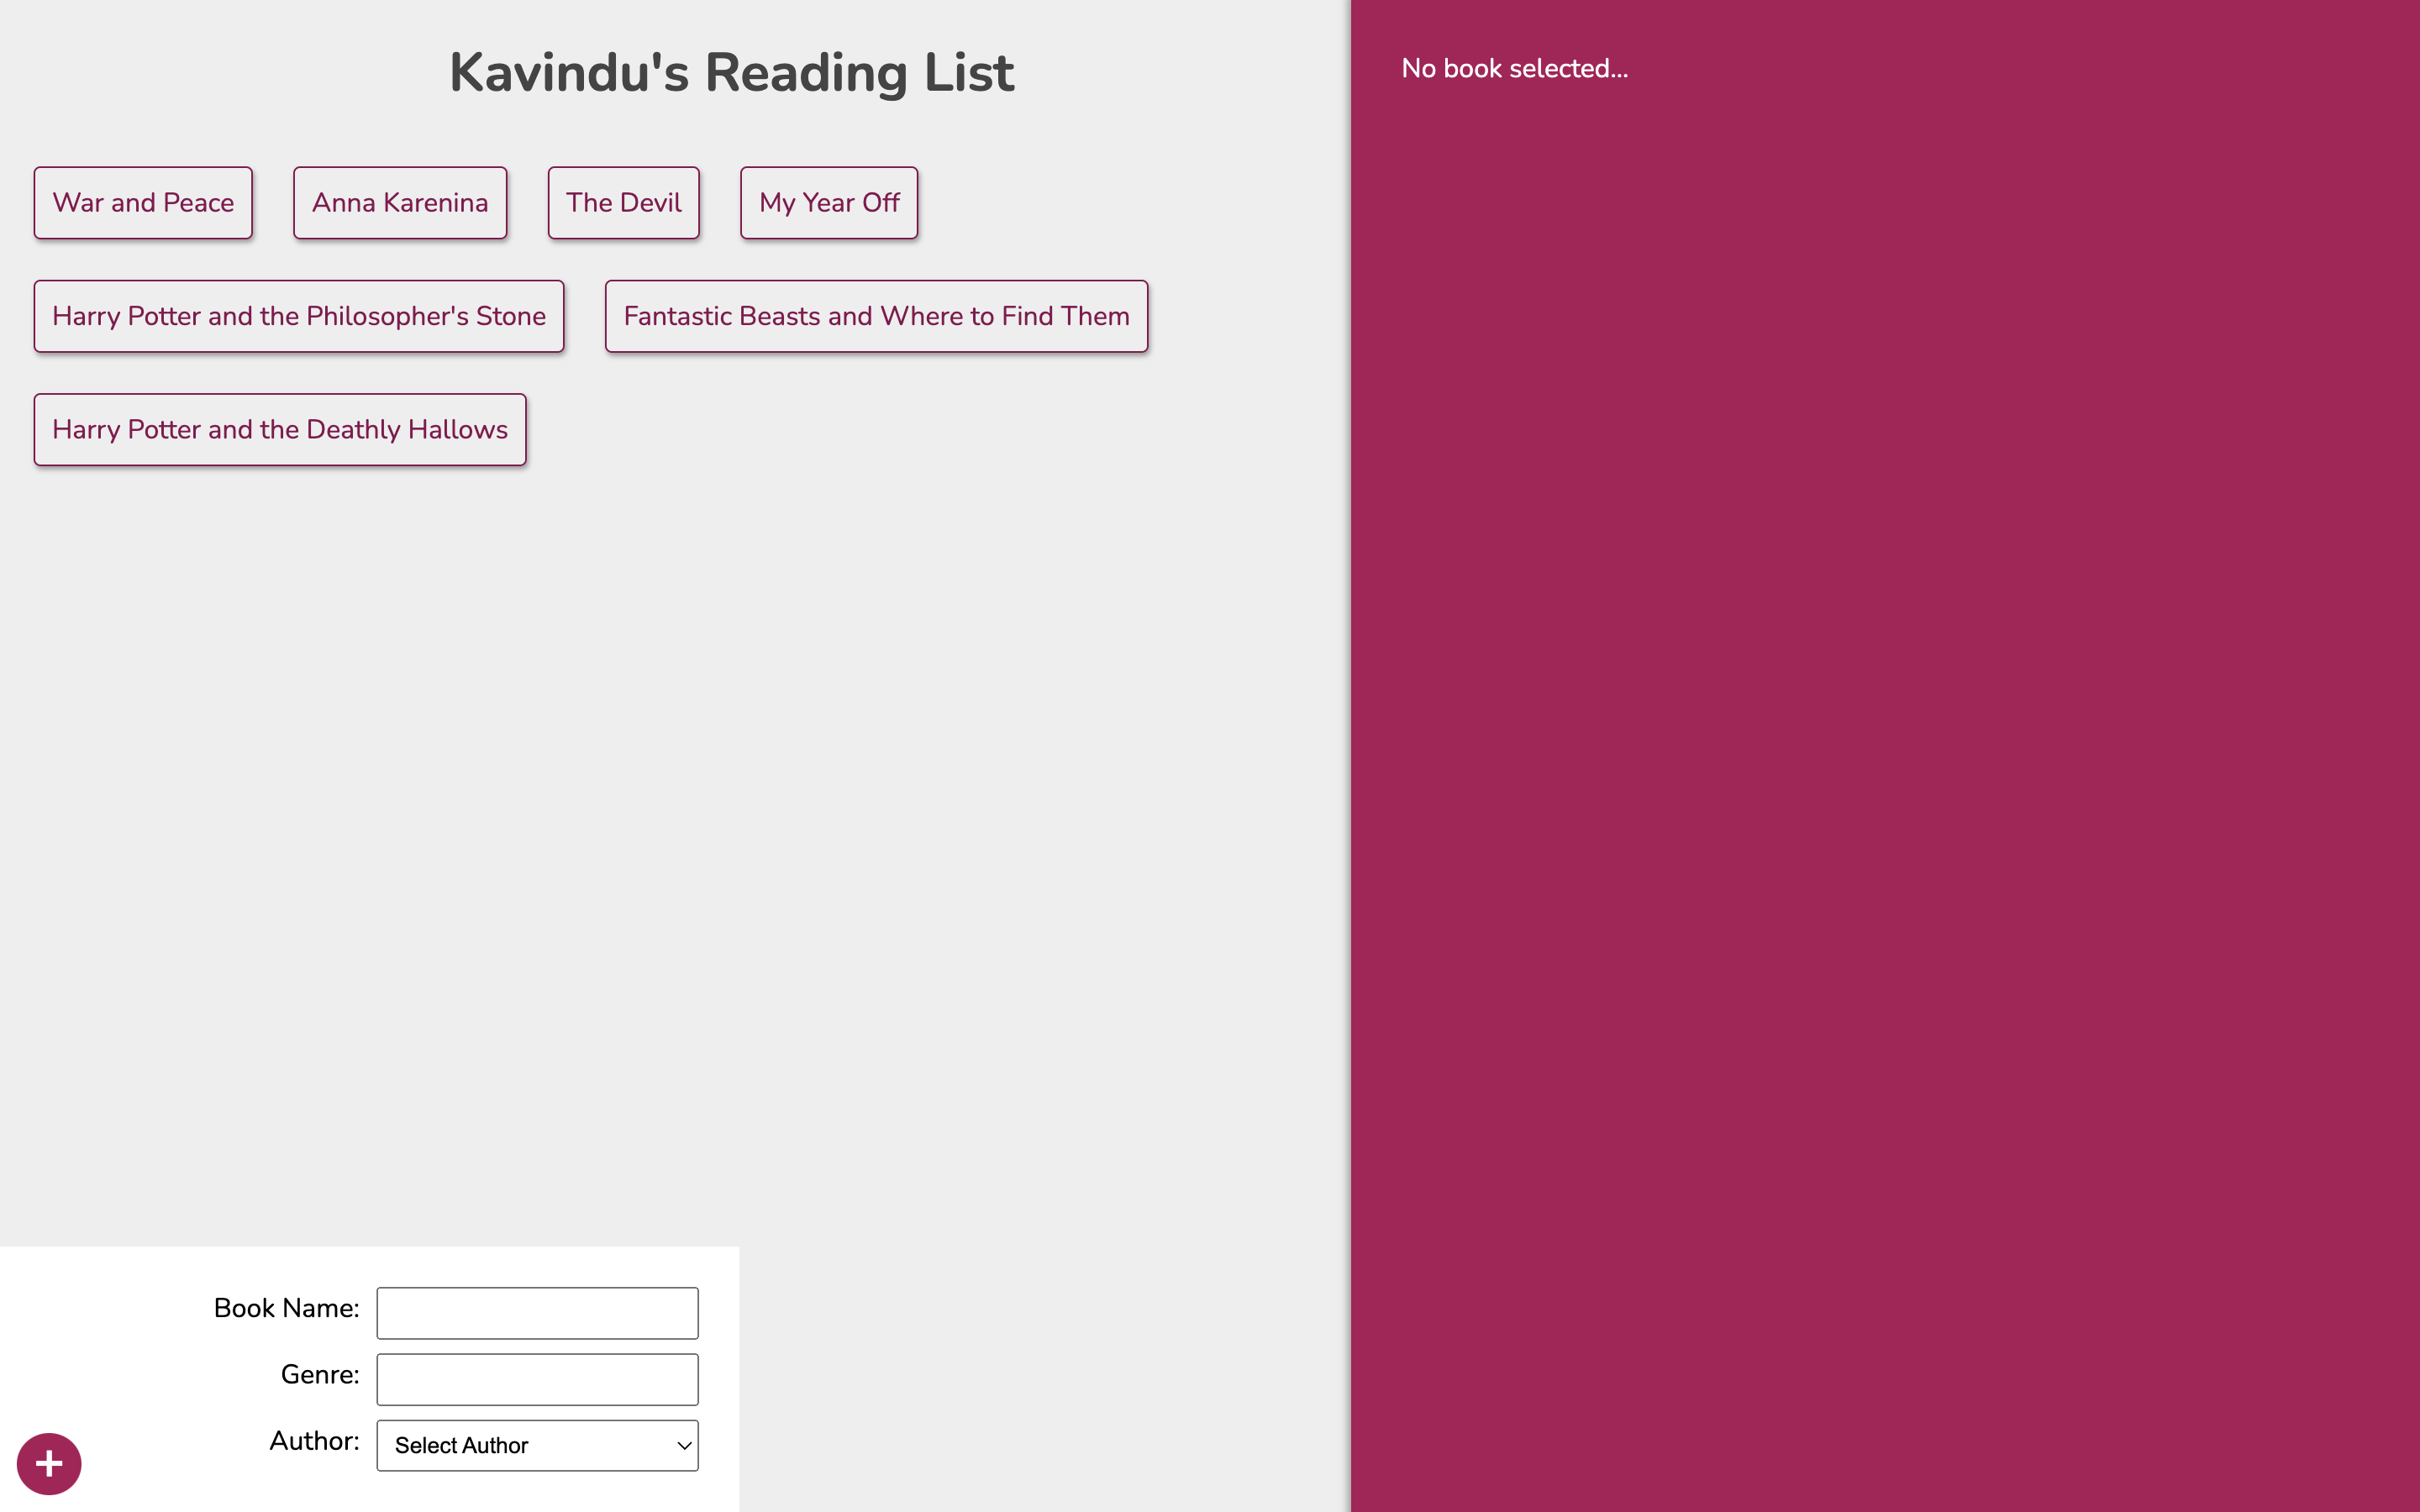 Kavindu's Reading List
War and Peace
Anna Karenina
The Devil
My Year Off
Harry Potter and the Philosopher's Stone
Fantastic Beasts and Where to Find Them
Harry Potter and the Deathly Hallows
No book selected...
Book Name:
Genre:
Author:
Select Author
+